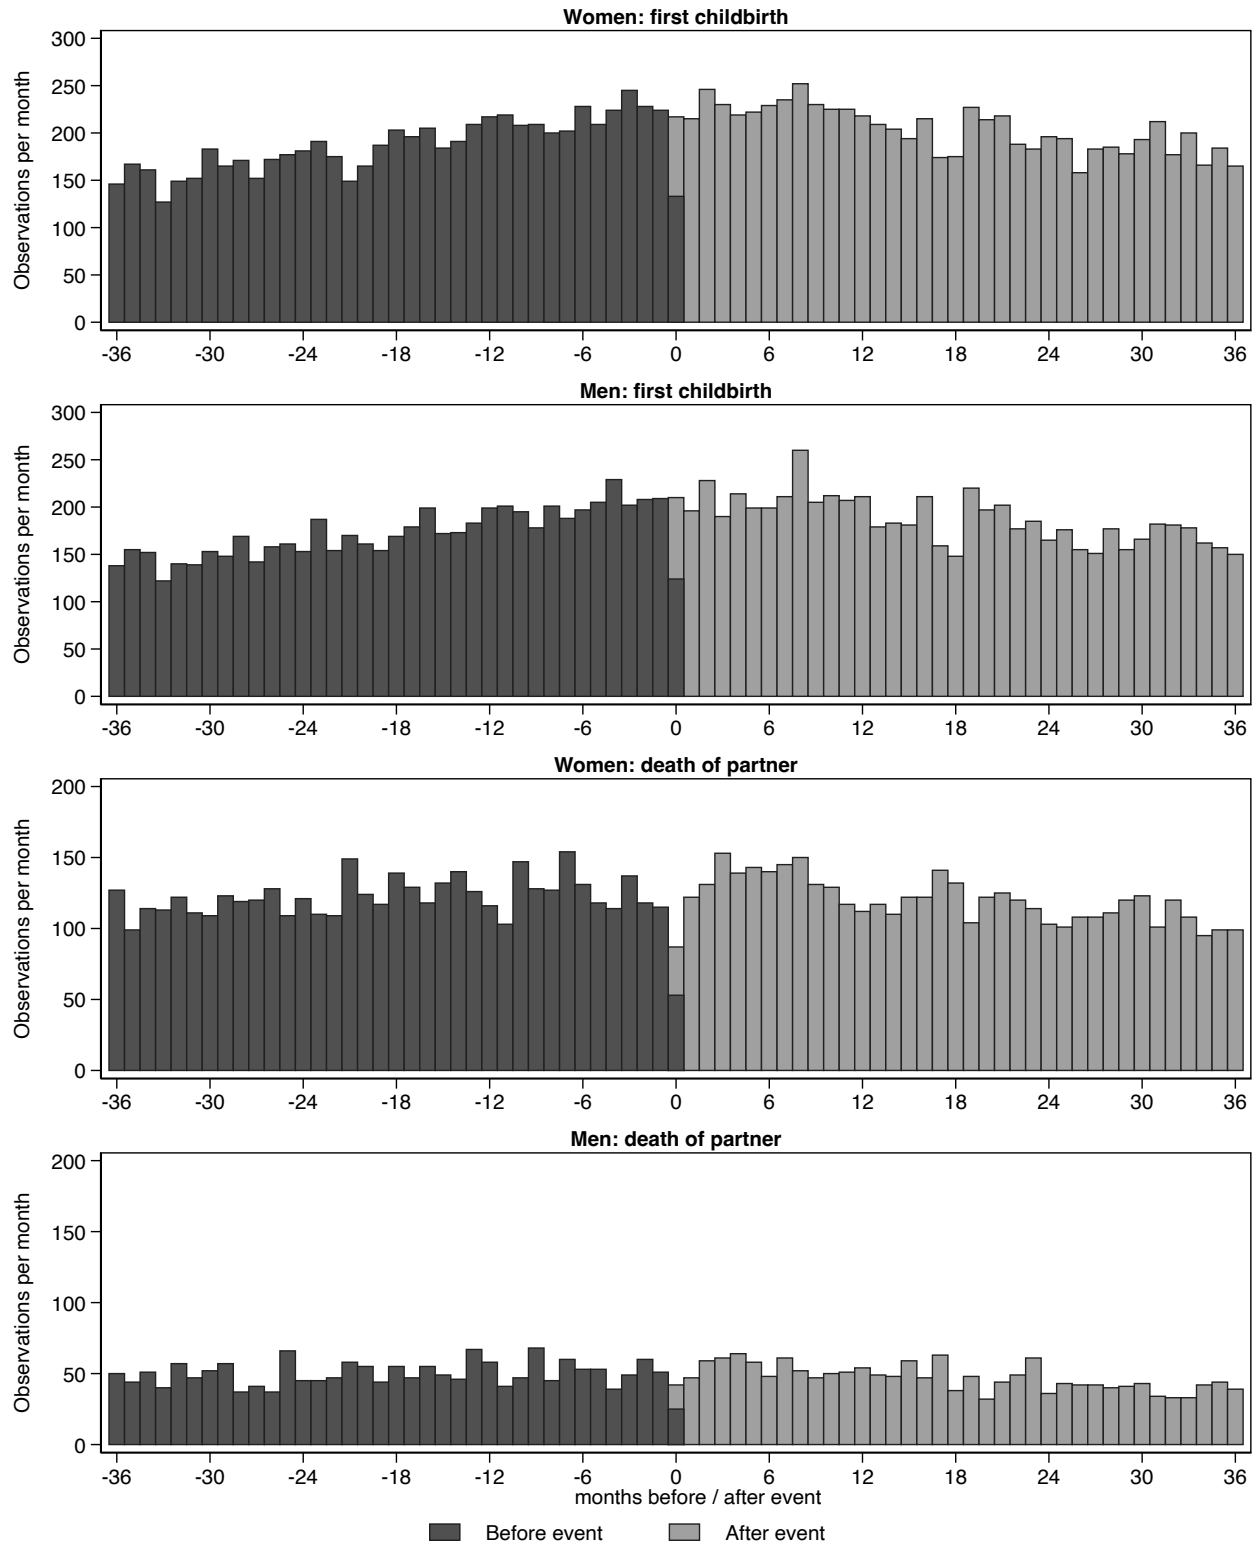 Women: first childbirth
Observations per month
300
250
200
150
100
50
0
-36 -30 -24 -18 -12 -6 0 6 12 18 24 30 36
Men: first childbirth
Observations per month
300
250
200
150
100
50
0
-36 -30 -24 -18 -12 -6 0 6 12 18 24 30 36
Women: death of partner
Observations per month
200
150
100
50
0
-36 -30 -24 -18 -12 -6 0 6 12 18 24 30 36
Men: death of partner
Observations per month
200
150
100
50
0
-36 -30 -24 -18 -12 -6 0 6 12 18 24 30 36
months before / after event
Before event After event